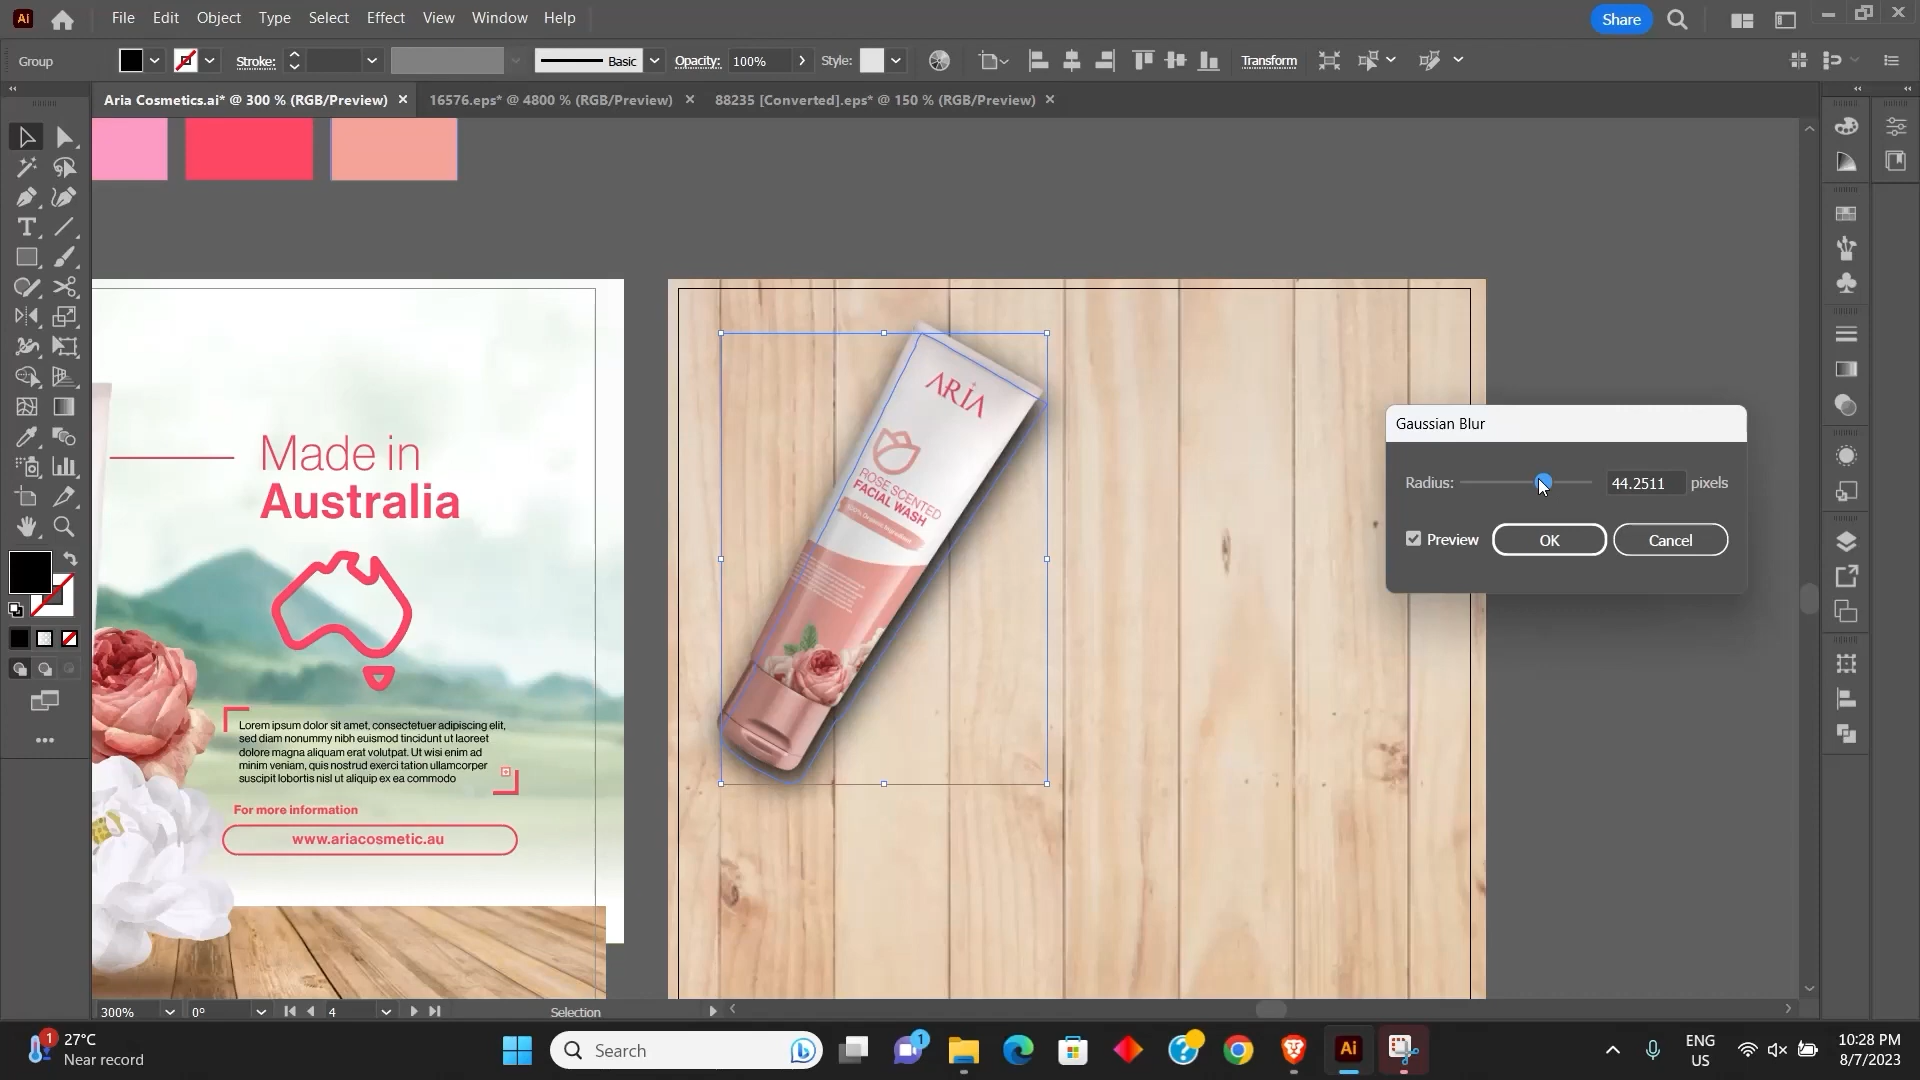 Ai
File Edit Object Type Select Effect View Window Help
Share
Group
Stroke:
Basic
Opacity: 100%
Style:
Transform
Aria Cosmetics.ai* @ 300 % (RGB/Preview)
16576.eps* @ 4800 % (RGB/Preview)
88235 [Converted].eps* @ 150 % (RGB/Preview)
Made in
Australia
Lorem ipsum dolor sit amet, consectetuer adipiscing elit,
sed diam nonummy nibh euismod tincidunt ut laoreet
dolore magna aliquam erat volutpat. Ut wisi enim ad
minim veniam, quis nostrud exerci tation ullamcorper
suscipit lobortis nisl ut aliquip ex ea commodo
For more information
www.ariacosmetic.au
ARIA
ROSE SCENTED
FACIAL WASH
100% Organic Ingredient
Gaussian Blur
Radius: 44.2511 pixels
Preview OK Cancel
300% 0° 4 Selection
1
27°C
Near record
Search
1
Ai
ENG
US
10:28 PM
8/7/2023